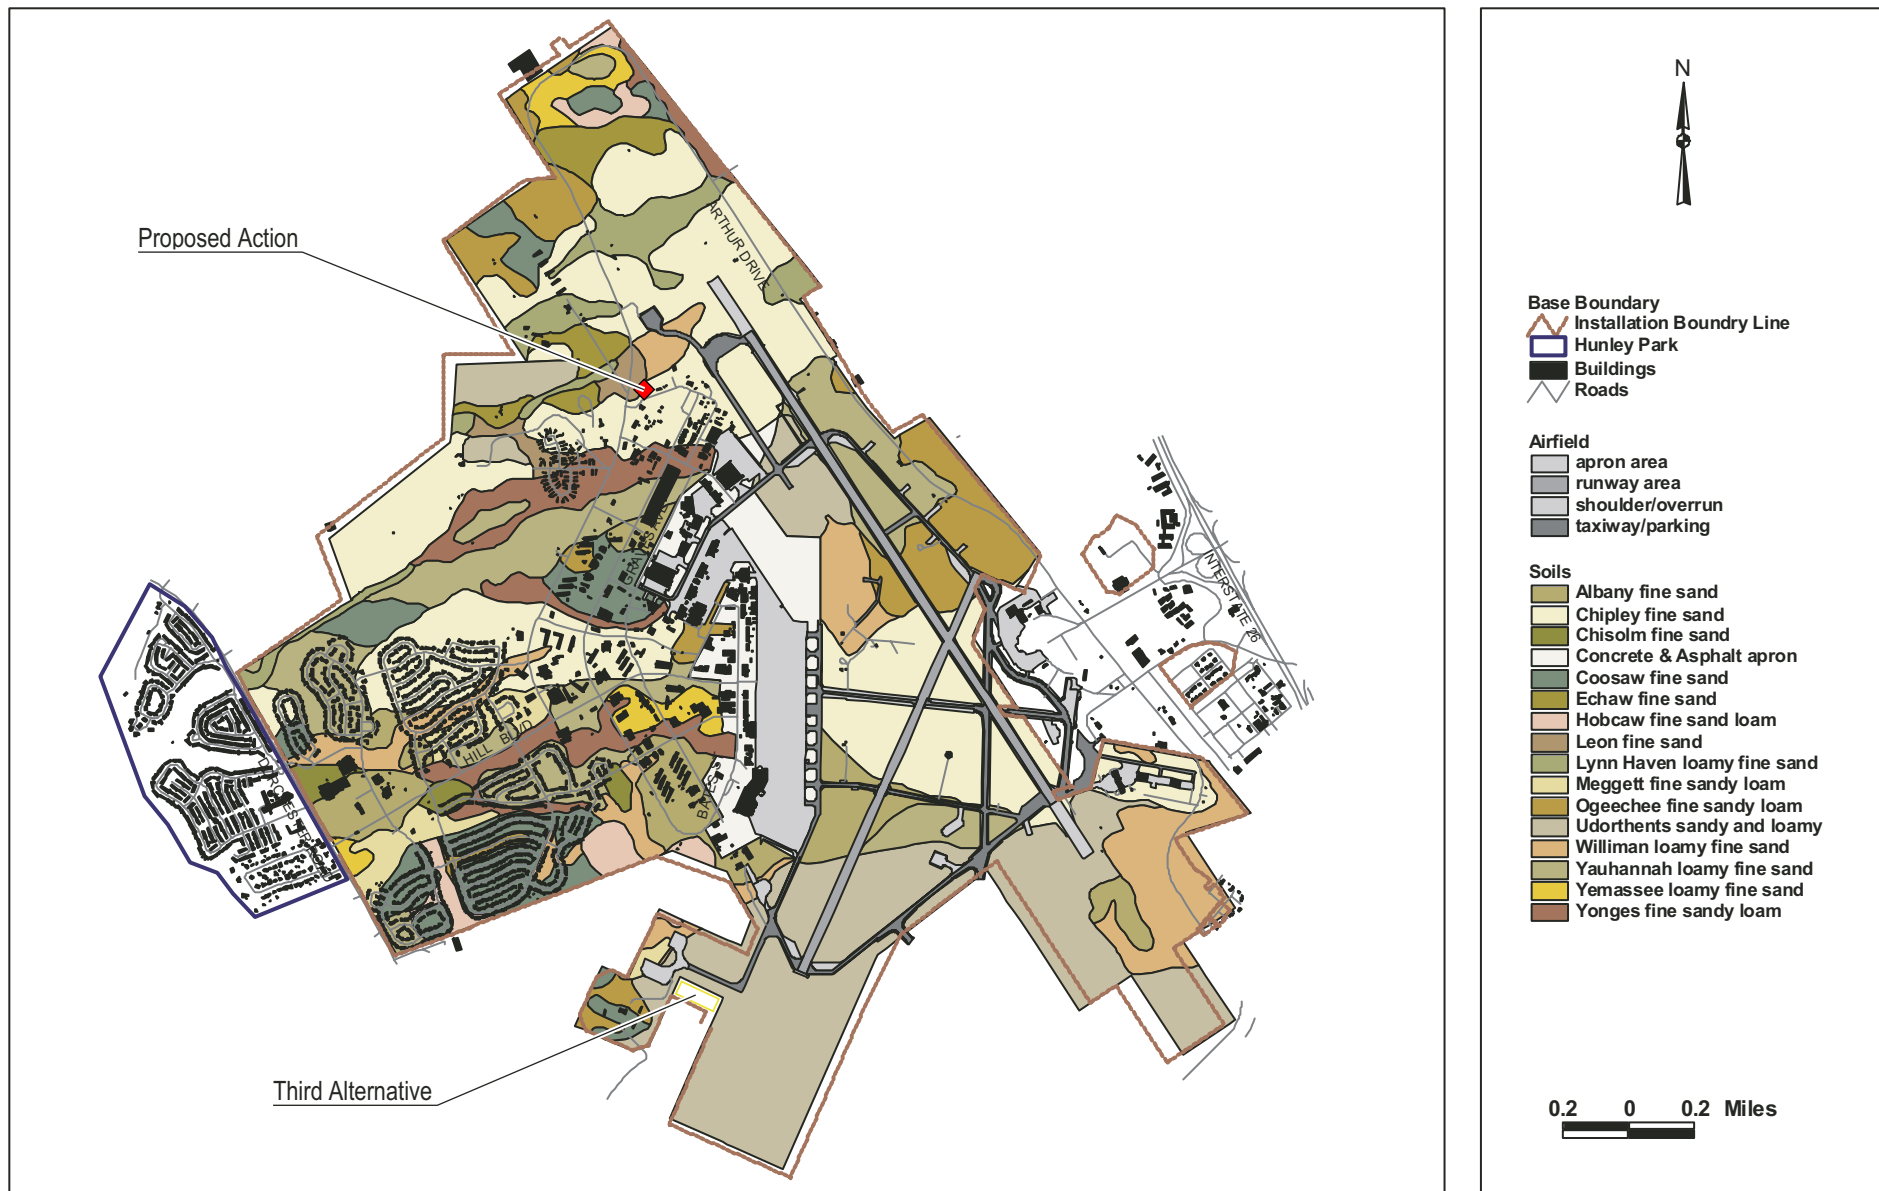 Proposed Action
ARTHUR DRIVE
GRAVES AVE
INTERSTATE 26
HILL BLVD
Third Alternative
N
Base Boundary
Installation Boundry Line
Hunley Park
Buildings
Roads
Airfield
apron area
runway area
shoulder/overrun
taxiway/parking
Soils
Albany fine sand
Chipley fine sand
Chisolm fine sand
Concrete & Asphalt apron
Coosaw fine sand
Echaw fine sand
Hobcaw fine sand loam
Leon fine sand
Lynn Haven loamy fine sand
Meggett fine sandy loam
Ogeechee fine sandy loam
Udorthents sandy and loamy
Williman loamy fine sand
Yauhannah loamy fine sand
Yemassee loamy fine sand
Yonges fine sandy loam
0.2 0 0.2 Miles